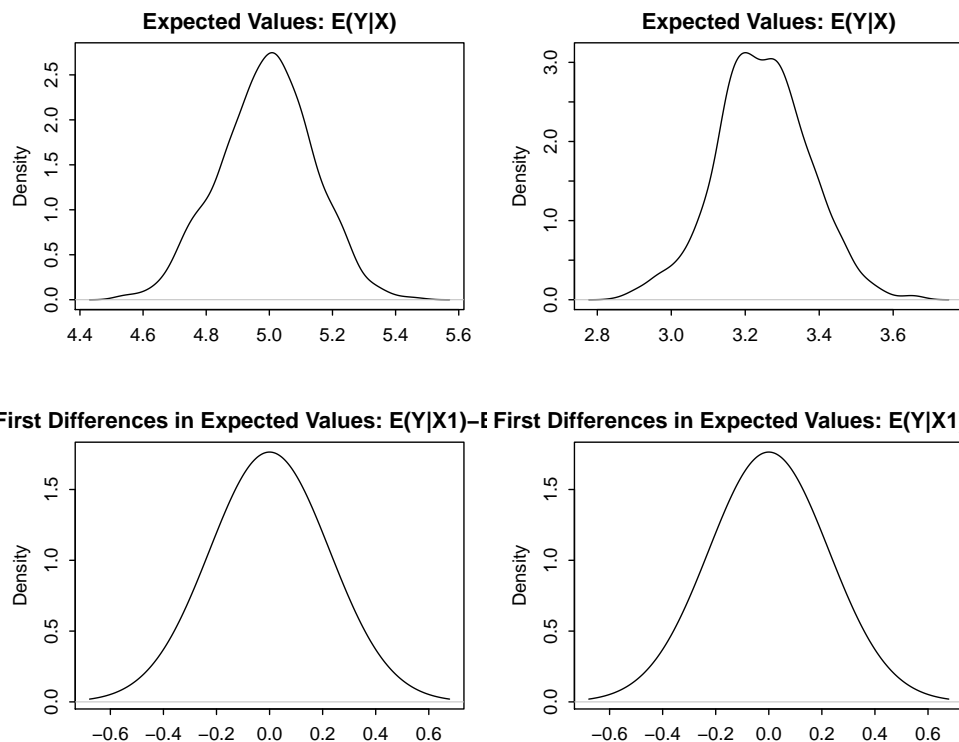 Expected Values: E(Y|X)
Density
0.0 0.5 1.0 1.5 2.0 2.5
4.4 4.6 4.8 5.0 5.2 5.4 5.6
Expected Values: E(Y|X)
Density
0.0 1.0 2.0 3.0
2.8 3.0 3.2 3.4 3.6
First Differences in Expected Values: E(Y|X1)−E
Density
0.0 0.5 1.0 1.5
−0.6 −0.4 −0.2 0.0 0.2 0.4 0.6
First Differences in Expected Values: E(Y|X1
Density
0.0 0.5 1.0 1.5
−0.6 −0.4 −0.2 0.0 0.2 0.4 0.6